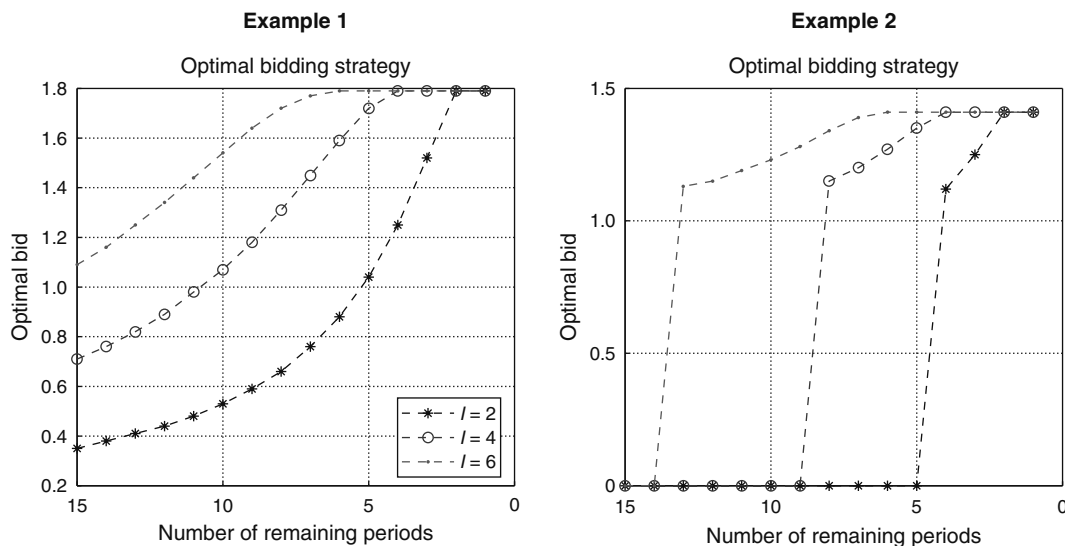 Example 1
Optimal bidding strategy
1.8
1.6
1.4
1.2
1.0
0.8
0.6
0.4
0.2
Optimal bid
15
10
5
0
Number of remaining periods
I = 2
I = 4
I = 6
Example 2
Optimal bidding strategy
1.5
1.0
0.5
0
Optimal bid
15
10
5
0
Number of remaining periods